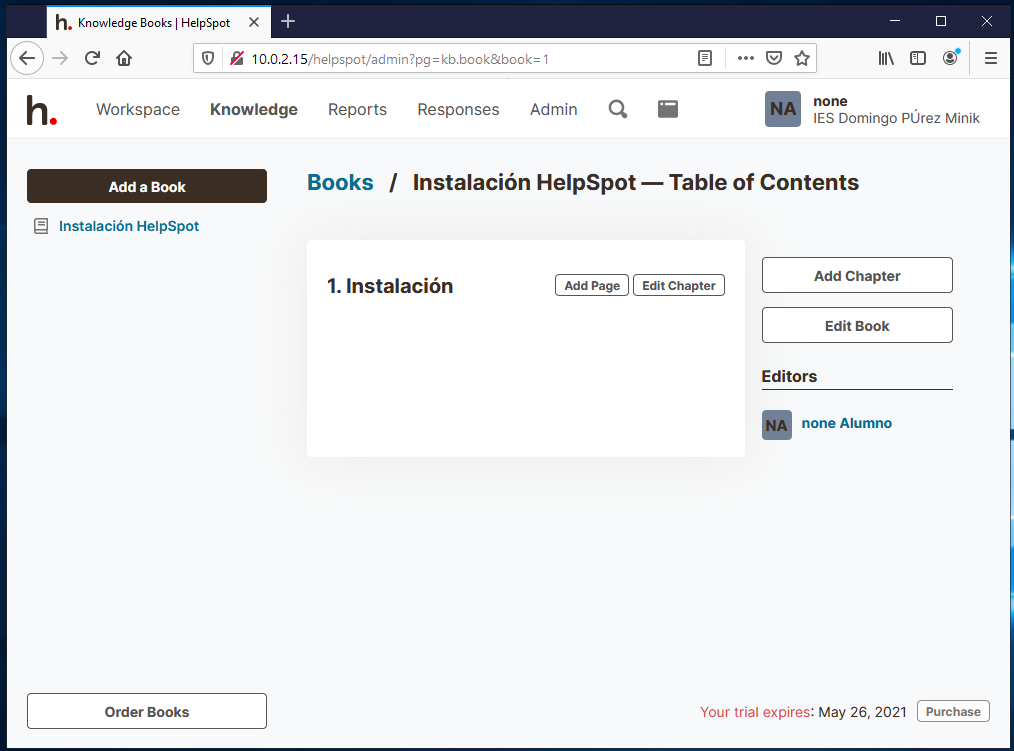 h. Knowledge Books | HelpSpot
10.0.2.15/helpspot/admin?pg=kb.book&book=1
h. Workspace Knowledge Reports Responses Admin
NA none
IES Domingo PÚrez Minik
Add a Book
Instalación HelpSpot
Books / Instalación HelpSpot — Table of Contents
1. Instalación Add Page Edit Chapter
Add Chapter
Edit Book
Editors
NA none Alumno
Order Books
Your trial expires: May 26, 2021 Purchase